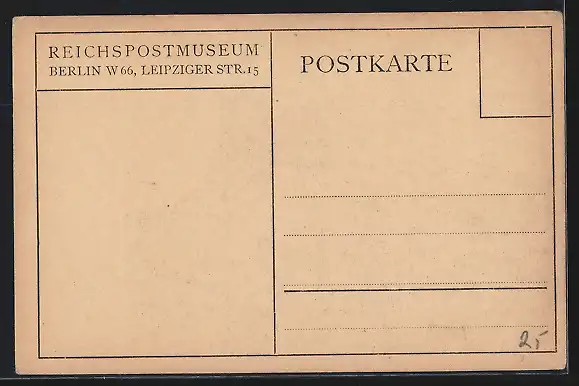 REICHSPOSTMUSEUM
BERLIN W66, LEIPZIGER STR.15
POSTKARTE
25